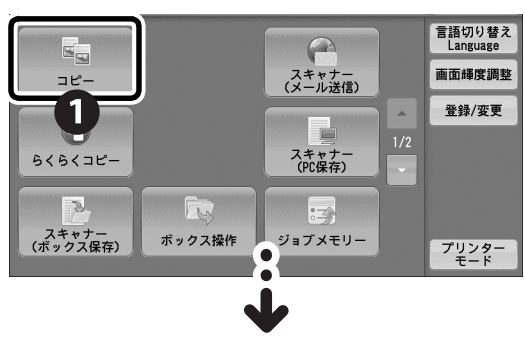 コピー
スキャナー
(メール送信)
言語切り替え
Language
画面輝度調整
登録/変更
1
らくらくコピー
スキャナー
(PC保存)
1/2
スキャナー
(ボックス保存)
ボックス操作
ジョブメモリー
プリンター
モード